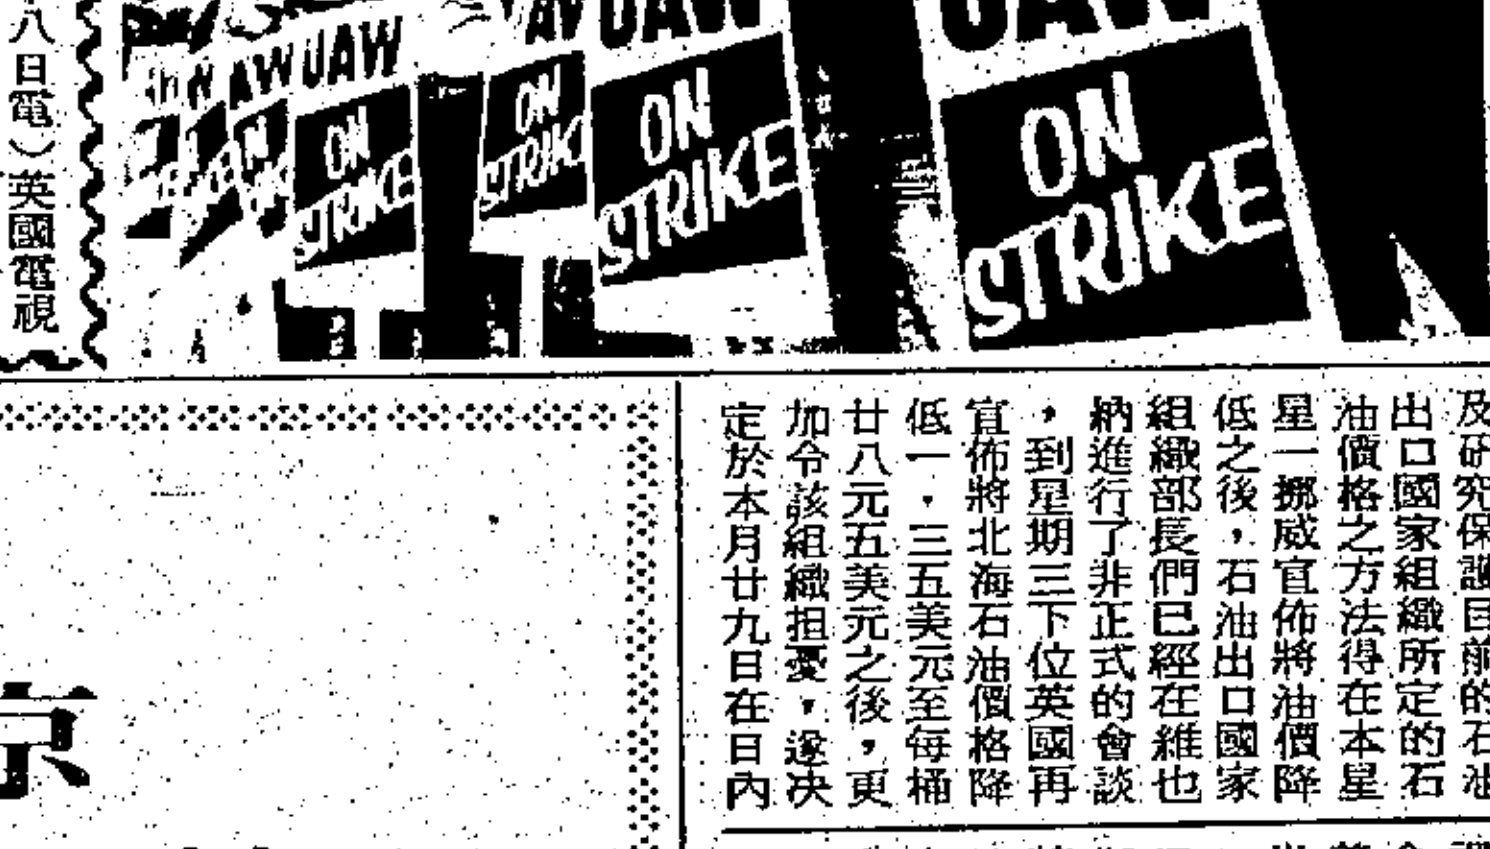 UAW
ON
STRIKE
UAW
ON
STRIKE
ON
STRIKE
UAW
ON
STRIKE
八日電）英國電視
及研究保護目前的石油
出口國家組織所定的石
油價格之方法得在本星
星一挪威宣佈將油價降
低之後，石油出口國家
組織部長們已經在維也
納進行了非正式的會談
，到星期三下位英國再
宣佈將北海石油價格降
低一．三五美元至每桶
廿八元五美元之後，更
加令該組織担憂，遂決
定於本月廿九日在日內
京